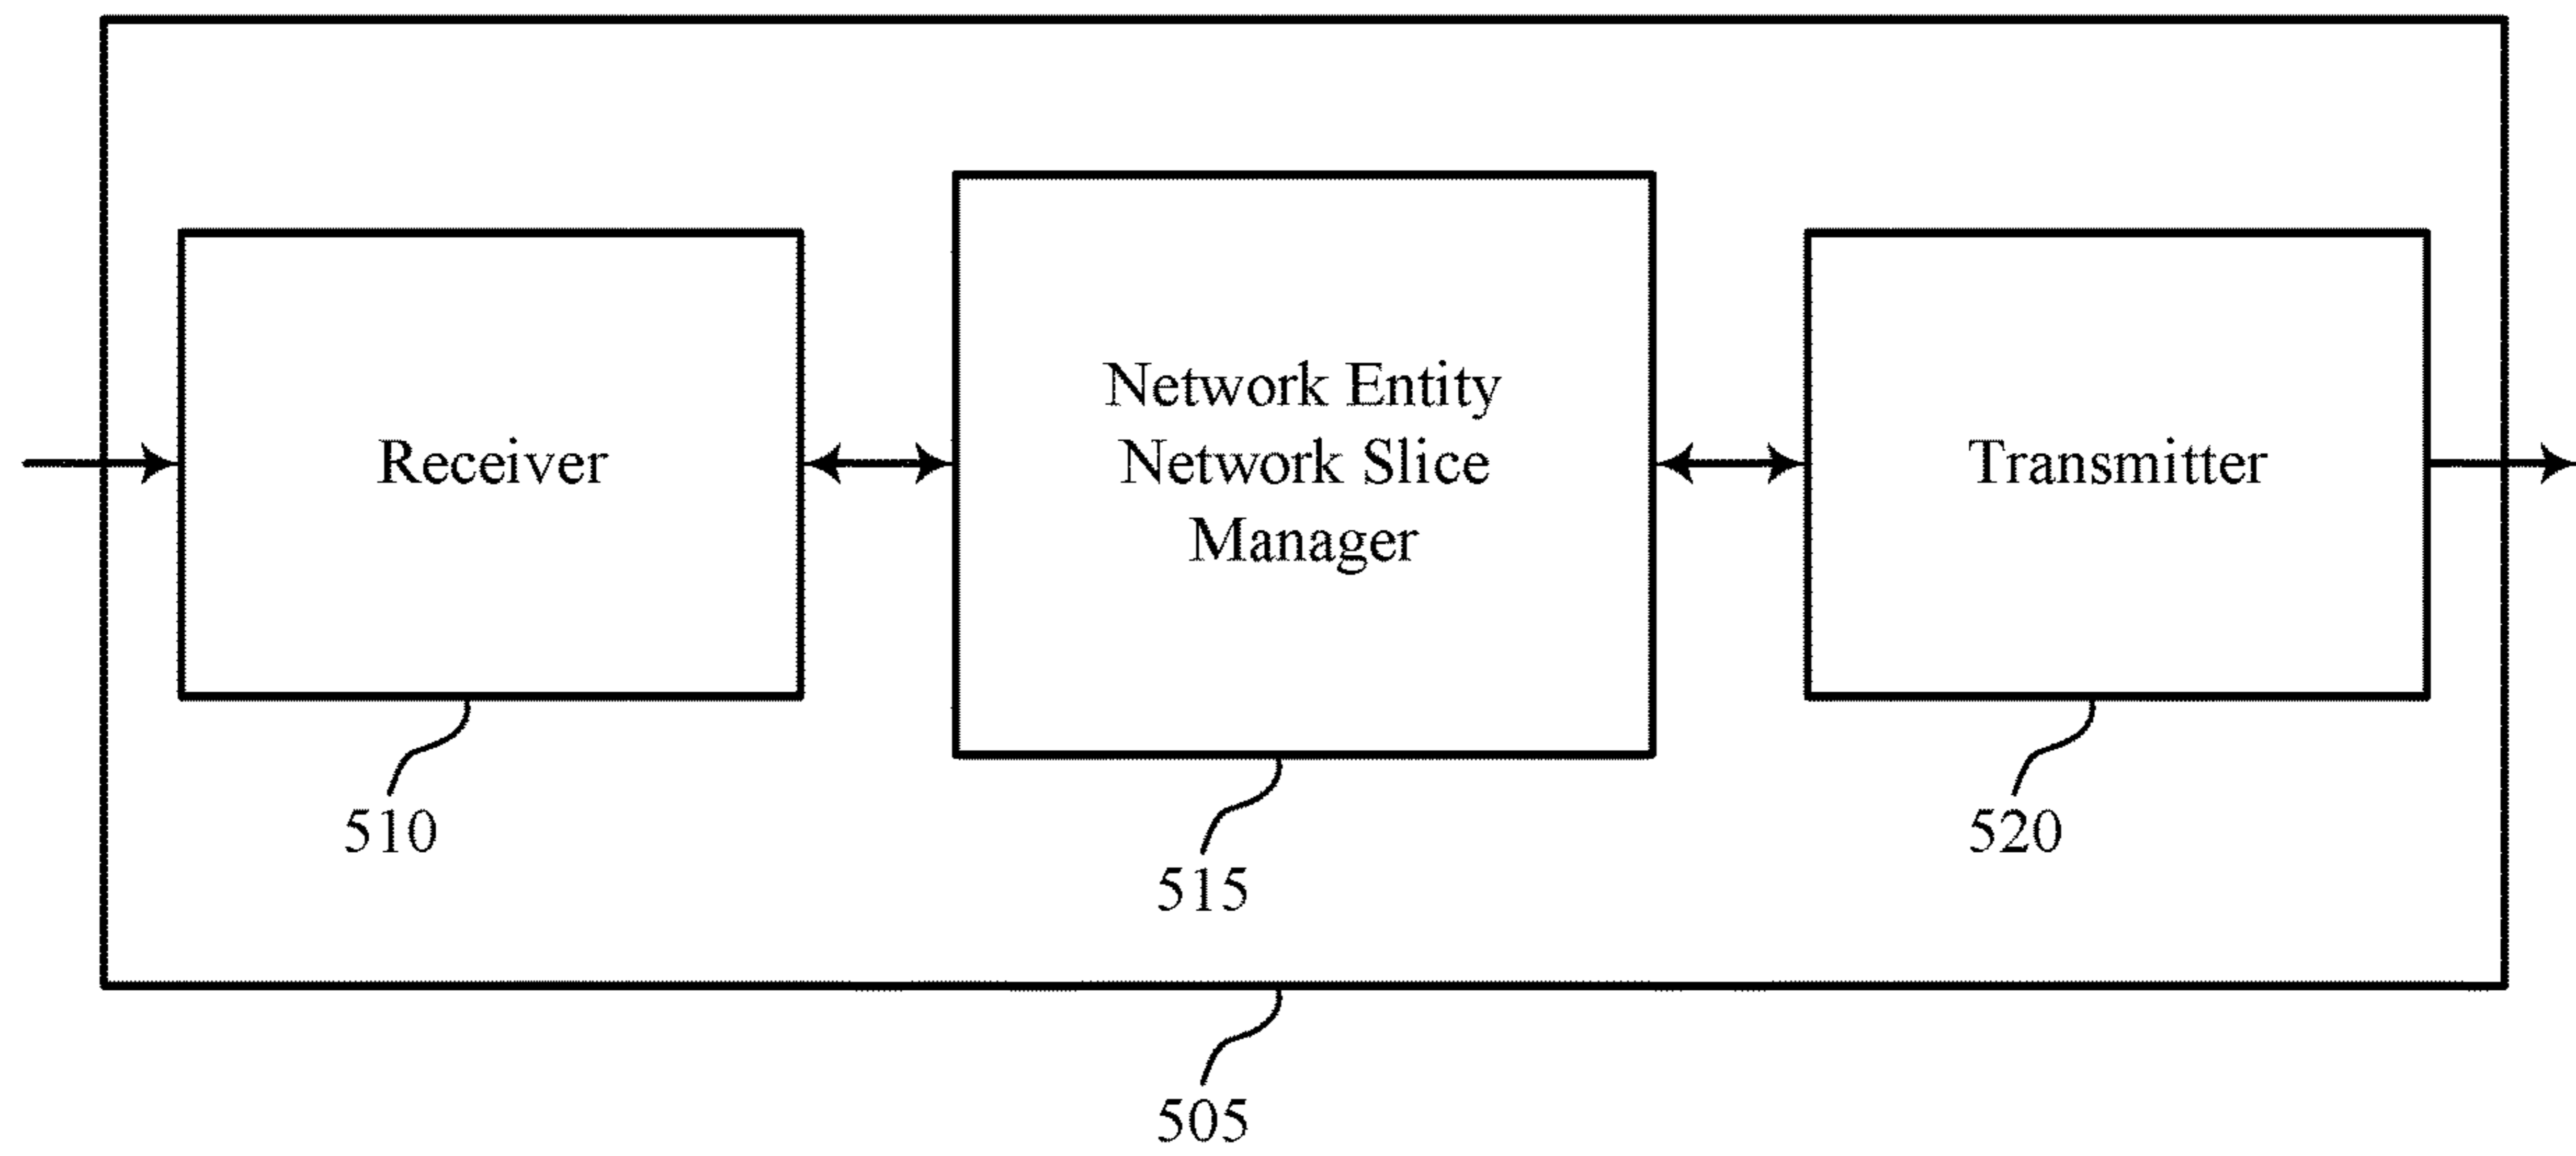 Receiver
Network Entity
Network Slice
Manager
Transmitter
510
515
520
505